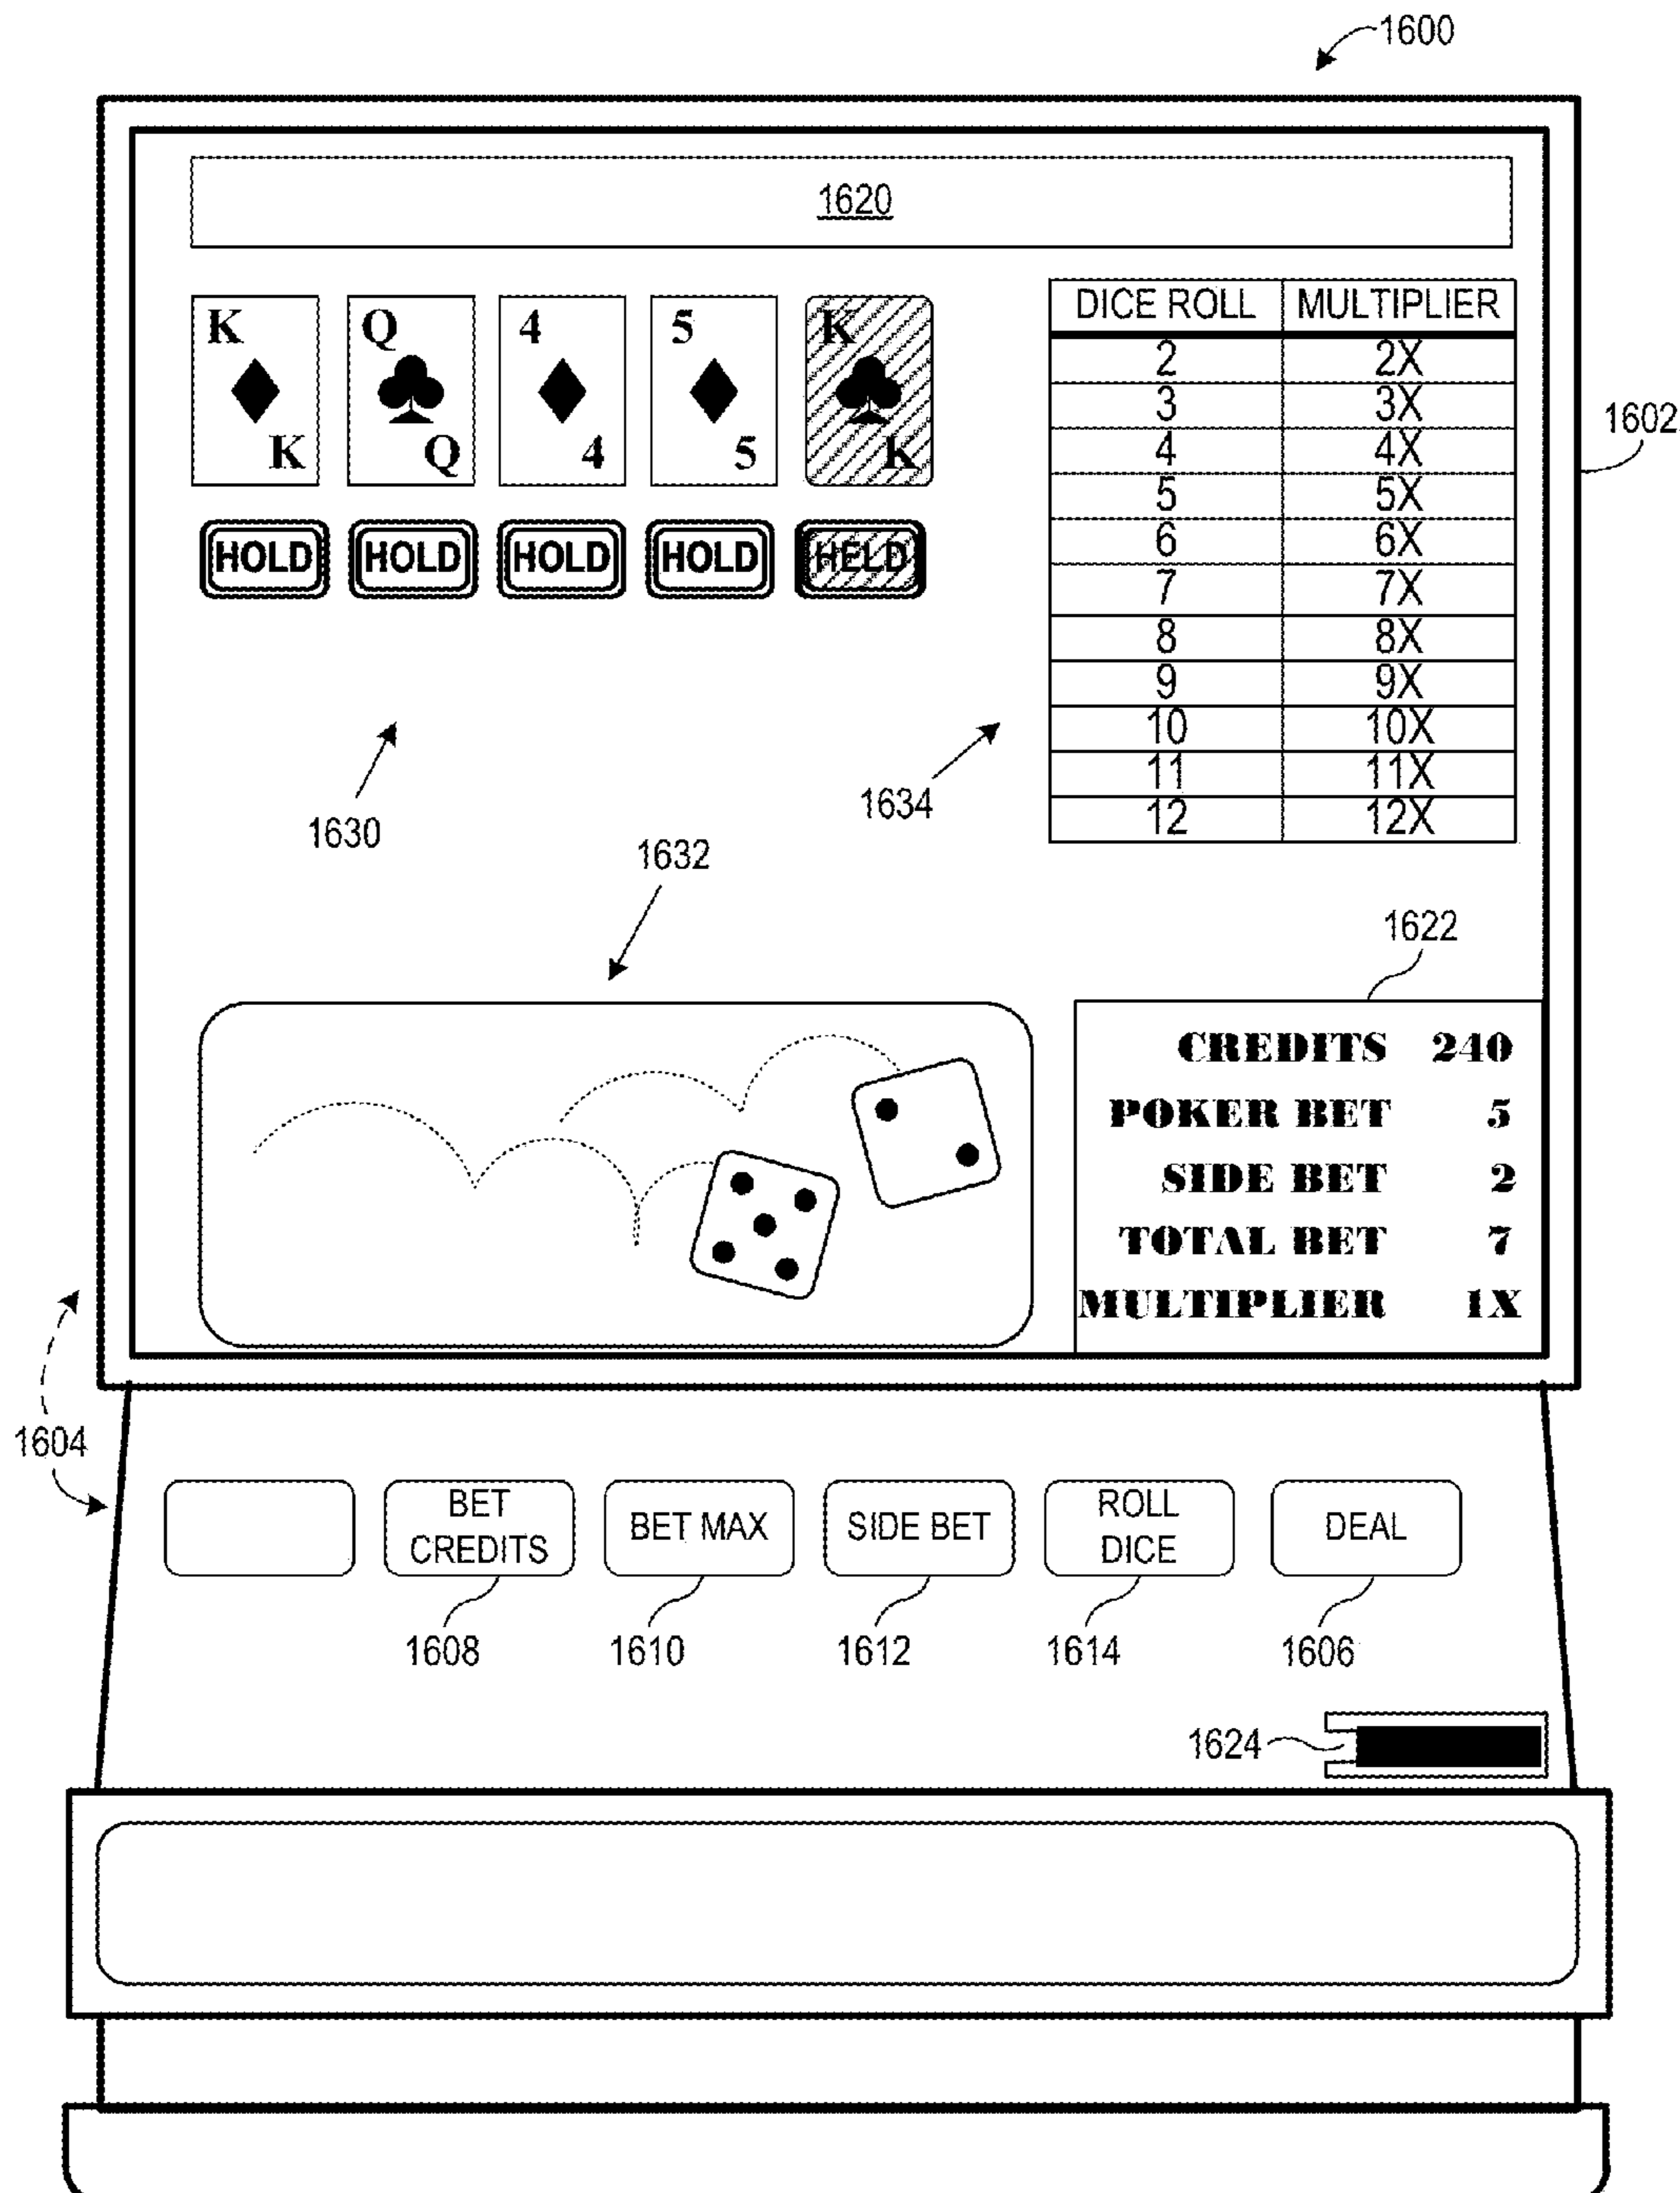 1600
1620
K Q 4 5 K
K Q 4 5 K
HOLD HOLD HOLD HOLD HELD
DICE ROLL MULTIPLIER
2 2X
3 3X
4 4X
5 5X
6 6X
7 7X
8 8X
9 9X
10 10X
11 11X
12 12X
1602
1630
1634
1632
1622
CREDITS 240
POKER BET 5
SIDE BET 2
TOTAL BET 7
MULTIPLIER 1X
1604
BET CREDITS
BET MAX
SIDE BET
ROLL DICE
DEAL
1608 1610 1612 1614 1606
1624